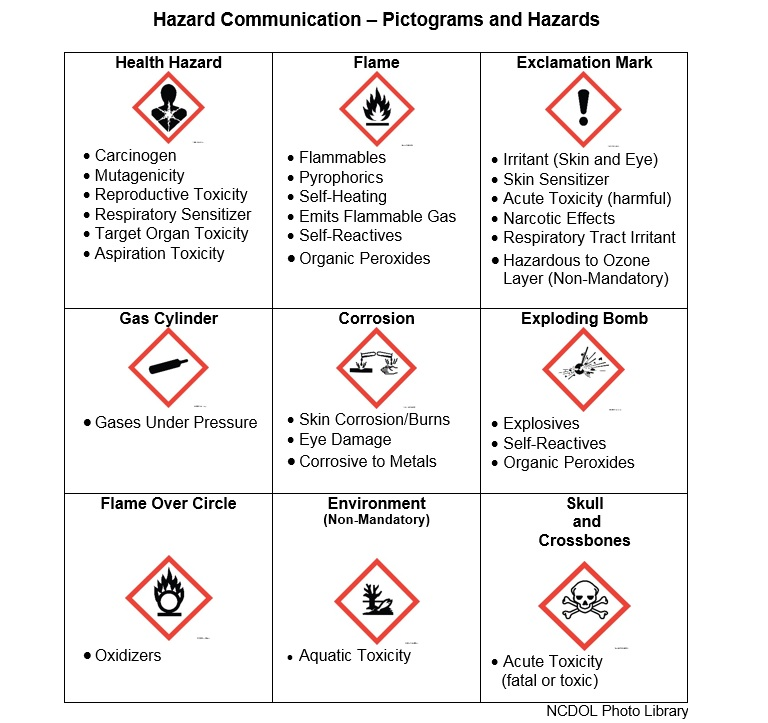 Hazard Communication – Pictograms and Hazards
Health Hazard
• Carcinogen
• Mutagenicity
• Reproductive Toxicity
• Respiratory Sensitizer
• Target Organ Toxicity
• Aspiration Toxicity
Flame
• Flammables
• Pyrophorics
• Self-Heating
• Emits Flammable Gas
• Self-Reactives
• Organic Peroxides
Exclamation Mark
• Irritant (Skin and Eye)
• Skin Sensitizer
• Acute Toxicity (harmful)
• Narcotic Effects
• Respiratory Tract Irritant
• Hazardous to Ozone
Layer (Non-Mandatory)
Gas Cylinder
• Gases Under Pressure
Corrosion
• Skin Corrosion/Burns
• Eye Damage
• Corrosive to Metals
Exploding Bomb
• Explosives
• Self-Reactives
• Organic Peroxides
Flame Over Circle
• Oxidizers
Environment
(Non-Mandatory)
• Aquatic Toxicity
Skull
and
Crossbones
• Acute Toxicity
(fatal or toxic)
NCDOL Photo Library